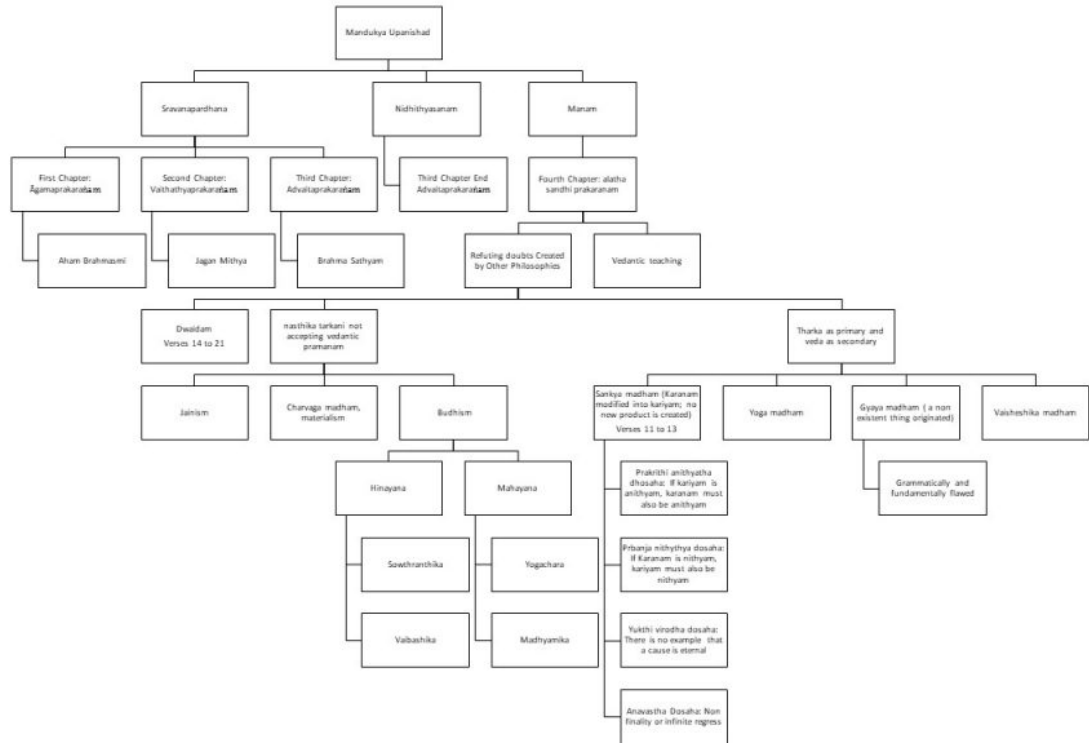 Mandukya Upanishad
Sravanapardhana
Nidhithyasanam
Manam
First Chapter:
Āgamaprakaraṅam
Second Chapter:
Vaithathyaprakaraṅam
Third Chapter:
Advaitaprakaraṅam
Third Chapter End
Advaitaprakaraṅam
Fourth Chapter: alatha
sandhi prakaranam
Aham Brahmasmi
Jagan Mithya
Brahma Sathyam
Refuting doubts Created
by Other Philosophies
Vedantic teaching
Dwaidam
Verses 14 to 21
nasthika tarkani not
accepting vedantic
pramanam
Tharka as primary and
veda as secondary
Jainism
Charvaga madham,
materialism
Budhism
Sankya madham (Karanam
modified into kariyam; no
new product is created)
Verses 11 to 13
Yoga madham
Gyaya madham ( a non
existent thing originated)
Vaisheshika madham
Hinayana
Mahayana
Prakrithi anithyatha
dhosaha: If kariyam is
anithyam, karanam must
also be anithyam
Grammatically and
fundamentally flawed
Sowthranthika
Yogachara
Prbanja nithythya dosaha:
If Karanam is nithyam,
kariyam must also be
nithyam
Vaibashika
Madhyamika
Yukthi virodha dosaha:
There is no example that
a cause is eternal
Anavastha Dosaha: Non
finality or infinite regress